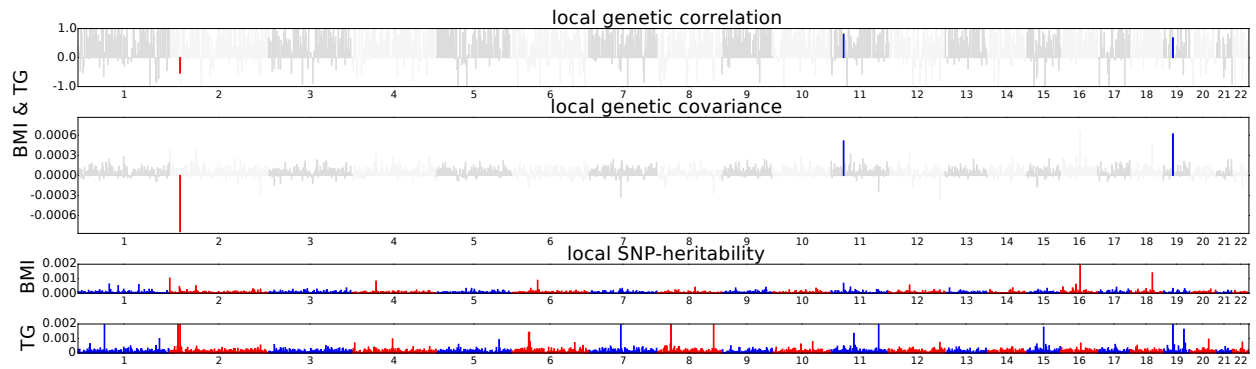 local genetic correlation
BMI & TG
1.0
0.0
-1.0
1 2 3 4 5 6 7 8 9 10 11 12 13 14 15 16 17 18 19 20 21 22
local genetic covariance
0.0006
0.0003
0.0000
-0.0003
-0.0006
1 2 3 4 5 6 7 8 9 10 11 12 13 14 15 16 17 18 19 20 21 22
local SNP-heritability
BMI
0.002
0.001
0.000
1 2 3 4 5 6 7 8 9 10 11 12 13 14 15 16 17 18 19 20 21 22
TG
0.002
0.001
0
1 2 3 4 5 6 7 8 9 10 11 12 13 14 15 16 17 18 19 20 21 22